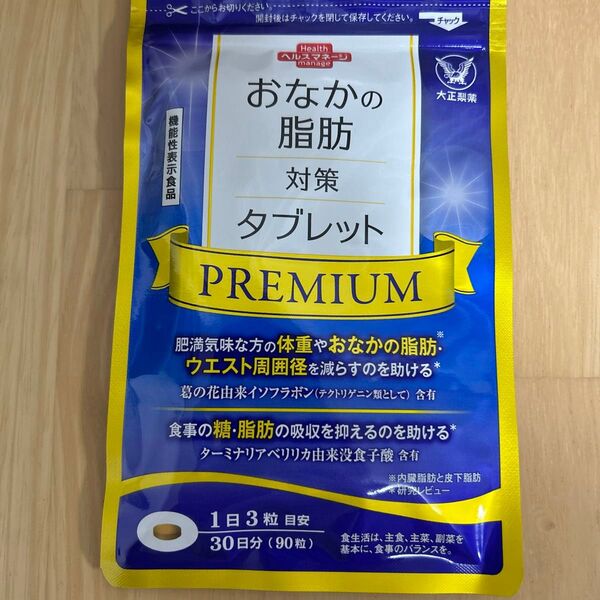 ここからお切りください。
開封後はチャックを閉じて保存してください。
チャック
Health
ヘルスマネージ
manage
大正製薬
機能性表示食品
おなかの
脂肪
対策
タブレット
PREMIUM
肥満気味な方の体重やおなかの脂肪※・
ウエスト周囲径を減らすのを助ける*
葛の花由来イソフラボン(テクトリゲニン類として)含有
食事の糖・脂肪の吸収を抑えるのを助ける*
ターミナリアベリリカ由来没食子酸 含有
※内臓脂肪と皮下脂肪
*研究レビュー
1日3粒 目安
30日分(90粒)
食生活は、主食、主菜、副菜を
基本に、食事のバランスを。